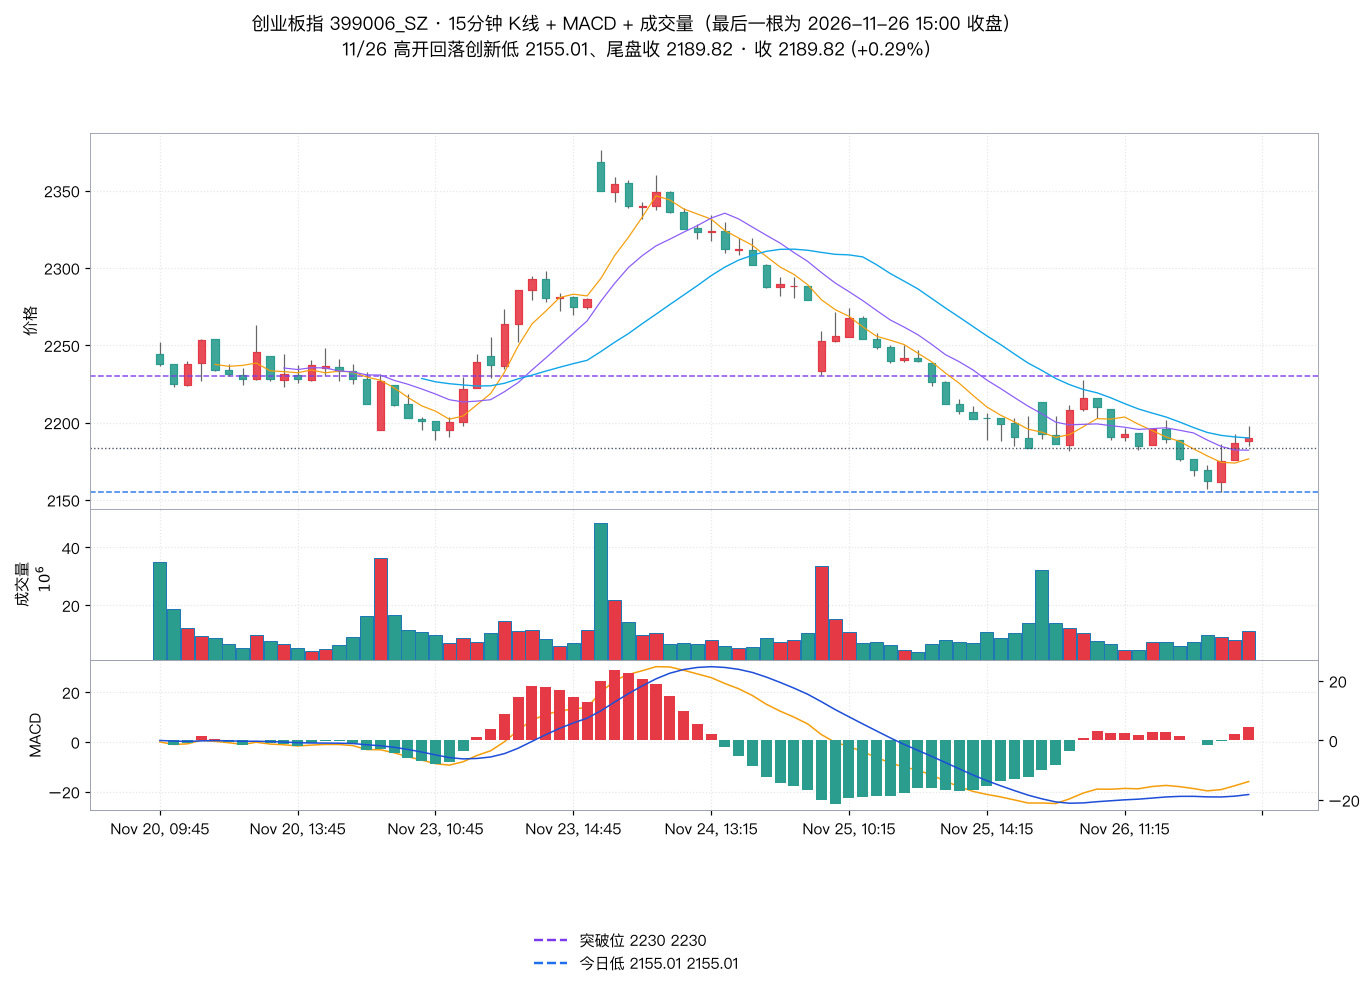 创业板指 399006_SZ · 15分钟 K线 + MACD + 成交量（最后一根为 2026−11−26 15:00 收盘）
11/26 高开回落创新低 2155.01、尾盘收 2189.82 · 收 2189.82 (+0.29%)
价格
2350
2300
2250
2200
2150
成交量
10⁶
40
20
MACD
20
0
−20
20
0
−20
Nov 20, 09:45
Nov 20, 13:45
Nov 23, 10:45
Nov 23, 14:45
Nov 24, 13:15
Nov 25, 10:15
Nov 25, 14:15
Nov 26, 11:15
突破位 2230 2230
今日低 2155.01 2155.01